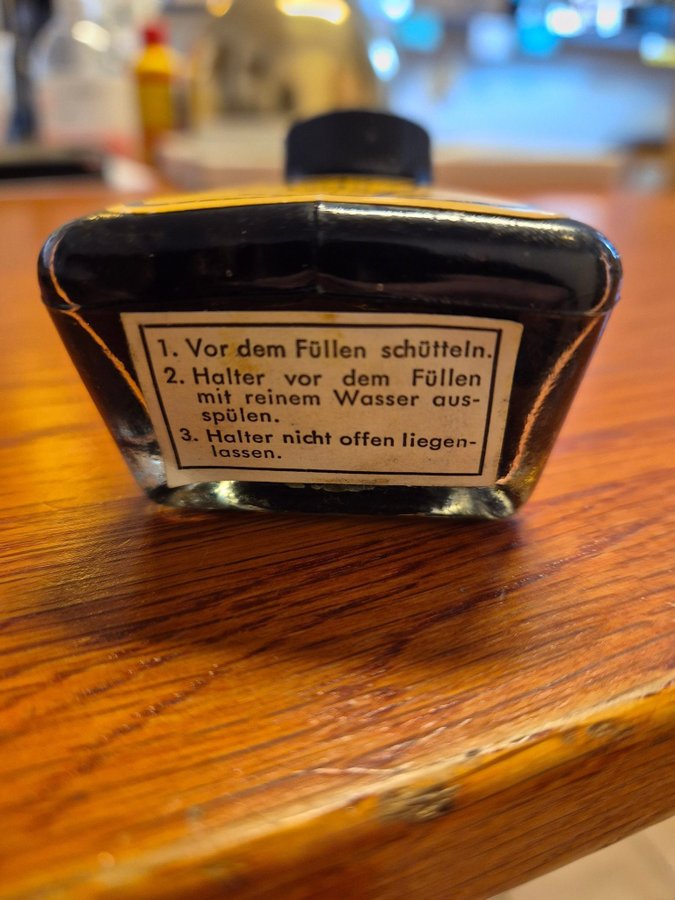 1. Vor dem Füllen schütteln.
2. Halter vor dem Füllen
mit reinem Wasser aus-
spülen.
3. Halter nicht offen liegen-
lassen.